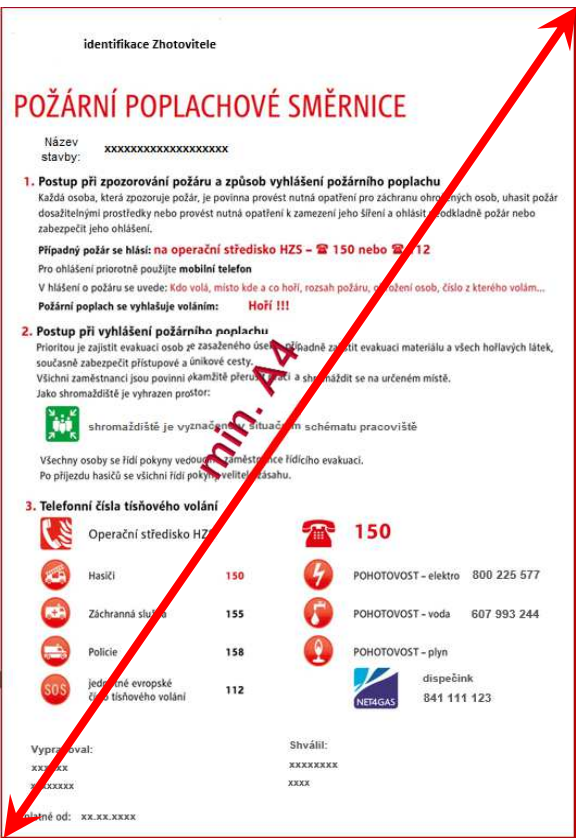 identifikace Zhotovitele
POŽÁRNÍ POPLACHOVÉ SMĚRNICE
Název stavby: xxxxxxxxxxxxxxxxxxx
1. Postup při zpozorování požáru a způsob vyhlášení požárního poplachu
Každá osoba, která zpozoruje požár, je povinna provést nutná opatření pro záchranu ohrožených osob, uhasit požár
dosažitelnými prostředky nebo provést nutná opatření k zamezení jeho šíření a ohlásit neodkladně požár nebo
zabezpečit jeho ohlášení.
Případný požár se hlásí: na operační středisko HZS – ☎ 150 nebo ☎ 112
Pro ohlášení priorotně použijte mobilní telefon
V hlášení o požáru se uvede: Kdo volá, místo kde a co hoří, rozsah požáru, ohrožení osob, číslo z kterého volám...
Požární poplach se vyhlašuje voláním: Hoří !!!
2. Postup při vyhlášení požárního poplachu
Prioritou je zajistit evakuaci osob ze zasaženého úseku, případně zajistit evakuaci materiálu a všech hořlavých látek,
současně zabezpečit přístupové a únikové cesty.
Všichni zaměstnanci jsou povinni okamžitě přerušit práci a shromáždit se na určeném místě.
Jako shromaždiště je vyhrazen prostor:
min. A4
shromaždiště je vyznačeno v situačním schématu pracoviště
Všechny osoby se řídí pokyny vedoucího zaměstnance řídícího evakuaci.
Po příjezdu hasičů se všichni řídí pokyny velitele zásahu.
3. Telefonní čísla tísňového volání
Operační středisko HZS 150
Hasiči 150 POHOTOVOST – elektro 800 225 577
Záchranná služba 155 POHOTOVOST – voda 607 993 244
Policie 158 POHOTOVOST – plyn
SOS jednotné evropské
číslo tísňového volání 112
NET4GAS dispečink
841 111 123
Vypracoval: Shválil:
xxxxxx xxxxxxxx
xxxxxxxx xxxx
platné od: xx.xx.xxxx